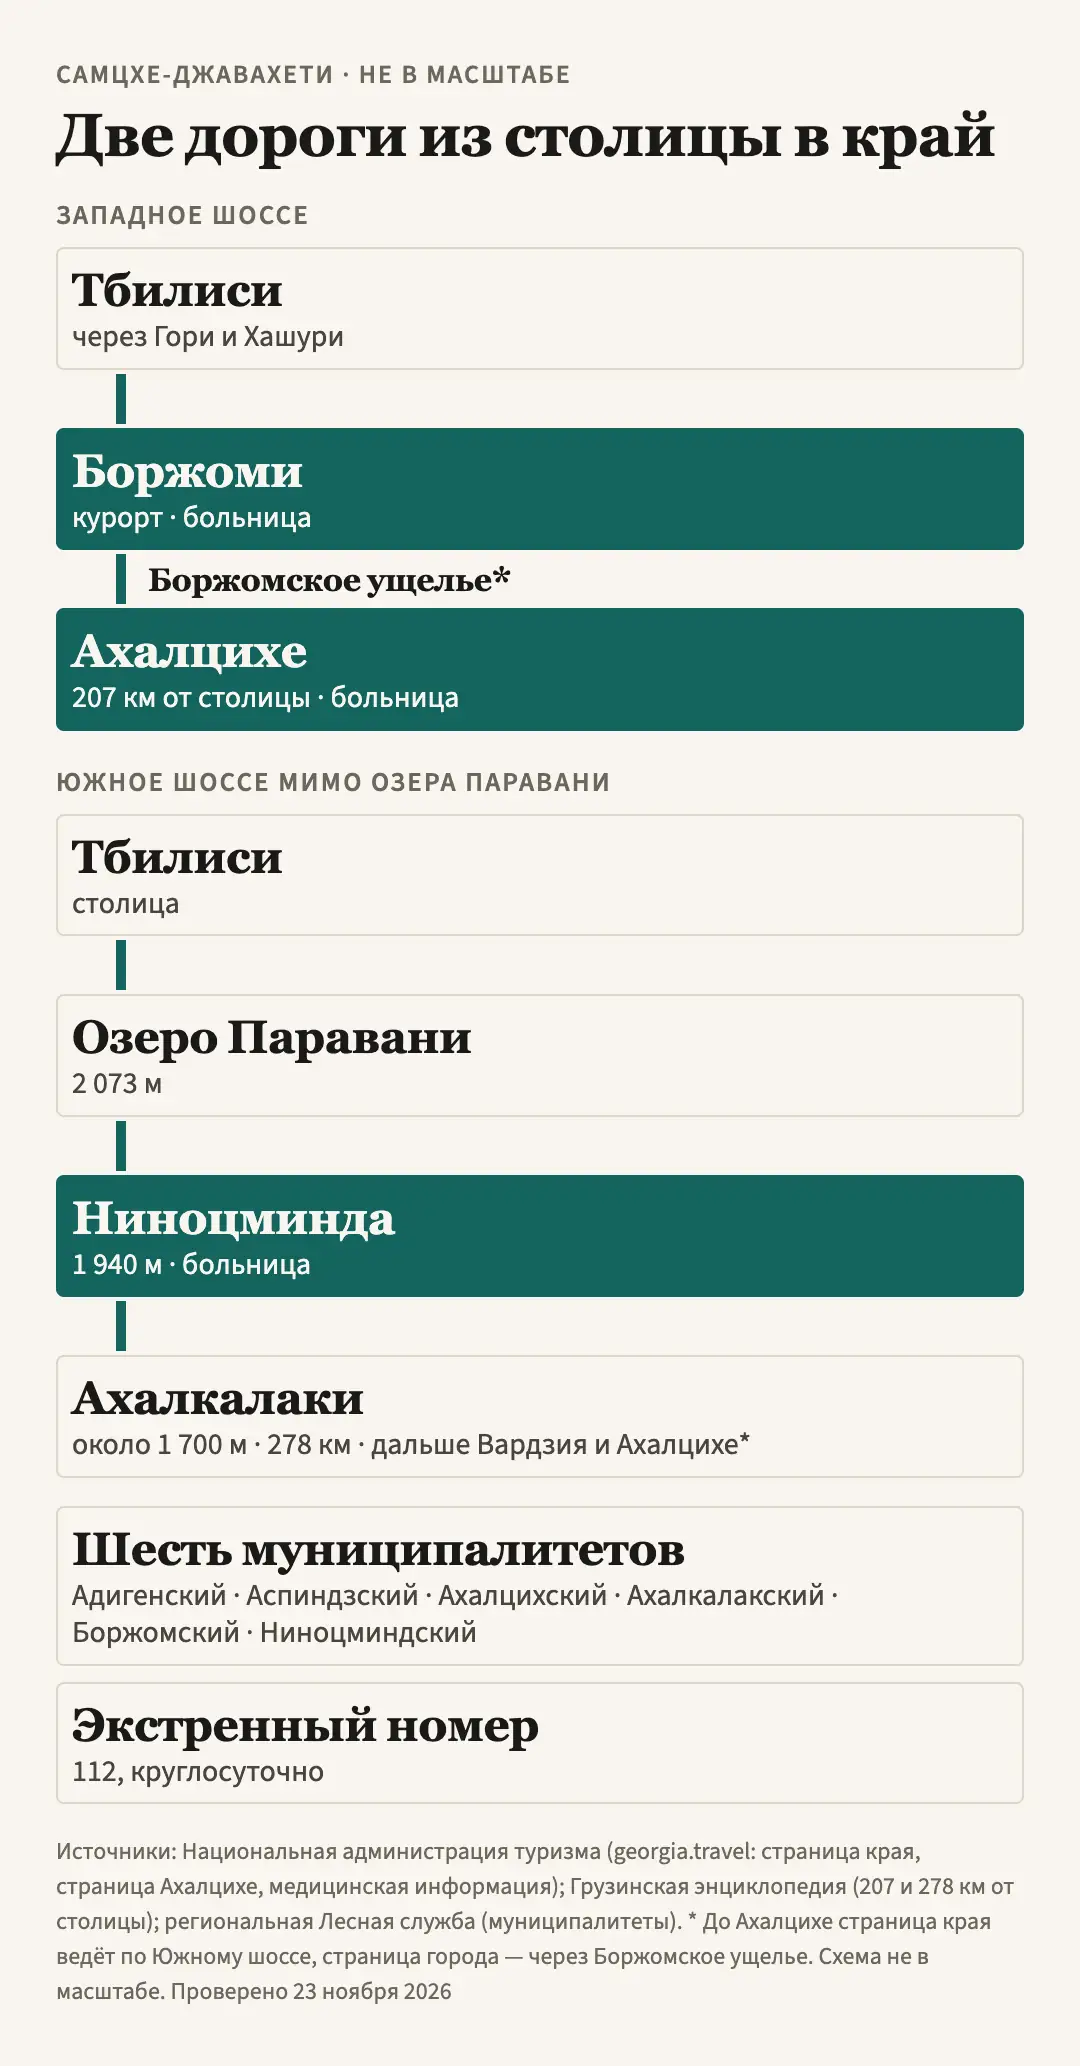 САМЦХЕ-ДЖАВАХЕТИ · НЕ В МАСШТАБЕ
Две дороги из столицы в край
ЗАПАДНОЕ ШОССЕ
Тбилиси
через Гори и Хашури
Боржоми
курорт · больница
Боржомское ущелье*
Ахалцихе
207 км от столицы · больница
ЮЖНОЕ ШОССЕ МИМО ОЗЕРА ПАРАВАНИ
Тбилиси
столица
Озеро Паравани
2 073 м
Ниноцминда
1 940 м · больница
Ахалкалаки
около 1 700 м · 278 км · дальше Вардзия и Ахалцихе*
Шесть муниципалитетов
Адигенский · Аспиндзский · Ахалцихский · Ахалкалакский ·
Боржомский · Ниноцминдский
Экстренный номер
112, круглосуточно
Источники: Национальная администрация туризма (georgia.travel: страница края,
страница Ахалцихе, медицинская информация); Грузинская энциклопедия (207 и 278 км от
столицы); региональная Лесная служба (муниципалитеты). * До Ахалцихе страница края
ведёт по Южному шоссе, страница города — через Боржомское ущелье. Схема не в
масштабе. Проверено 23 ноября 2026